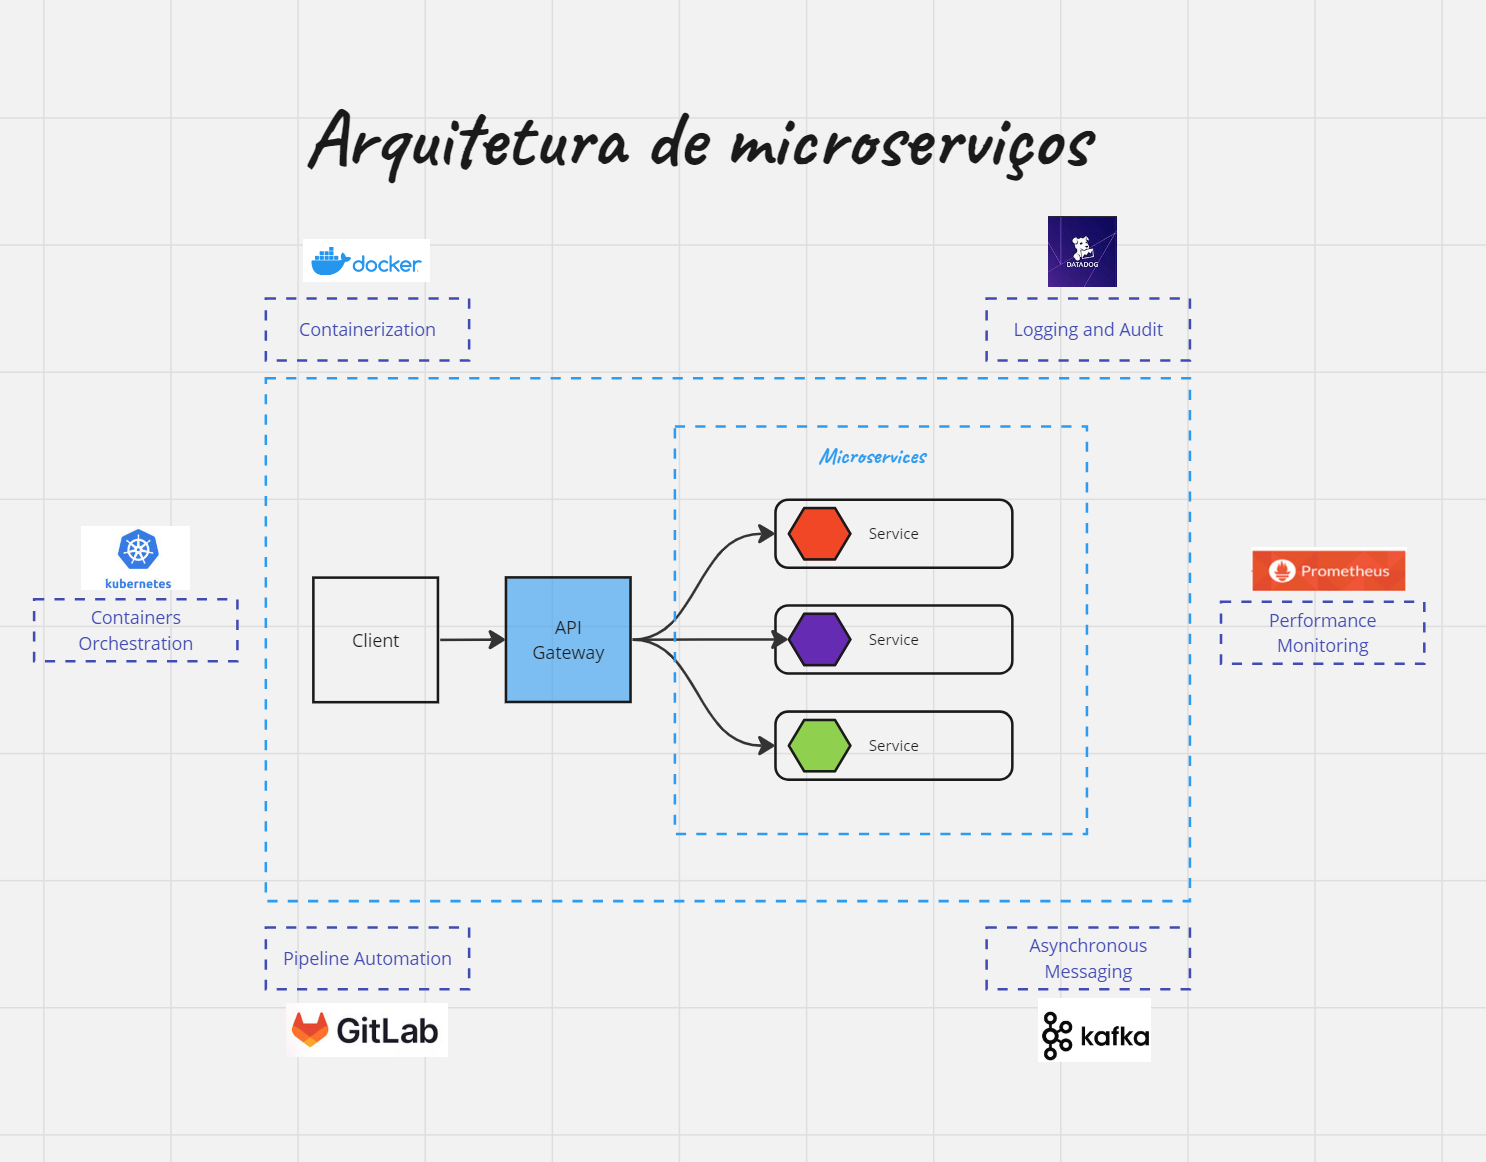 Arquitetura de microserviços
docker
DATADOG
Containerization
Logging and Audit
Microservices
Service
kubernetes
Containers
Orchestration
Client
API
Gateway
Service
Prometheus
Performance
Monitoring
Service
Pipeline Automation
Asynchronous
Messaging
GitLab
kafka